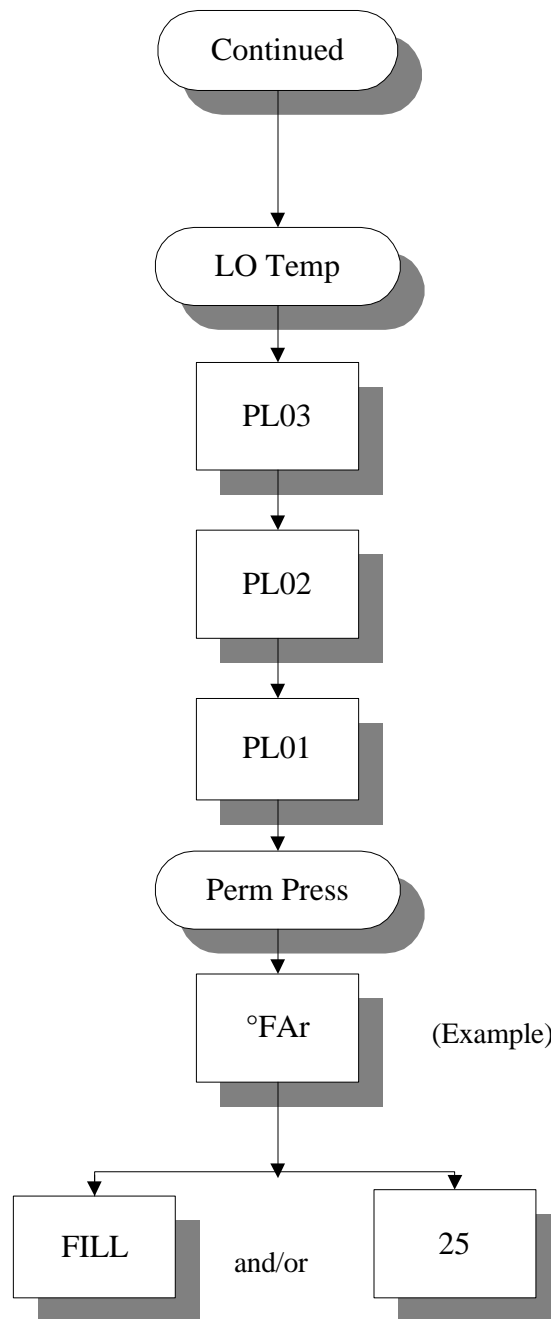 Continued
LO Temp
PL03
PL02
PL01
Perm Press
°FAr
(Example)
FILL
and/or
25